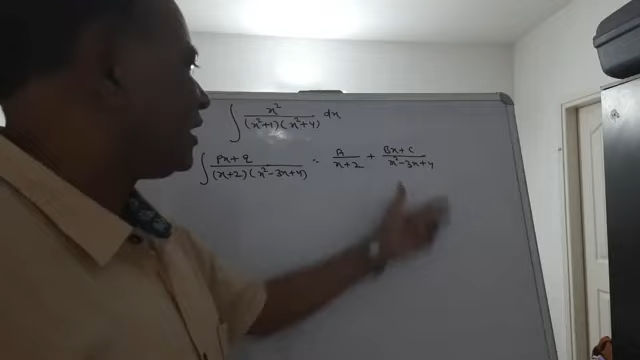 ∫ x²/((x²+1)(x²+4)) dx
∫ (px+q)/((x+2)(x²-3x+4)) = A/(x+2) + (Bx+C)/(x²-3x+4)